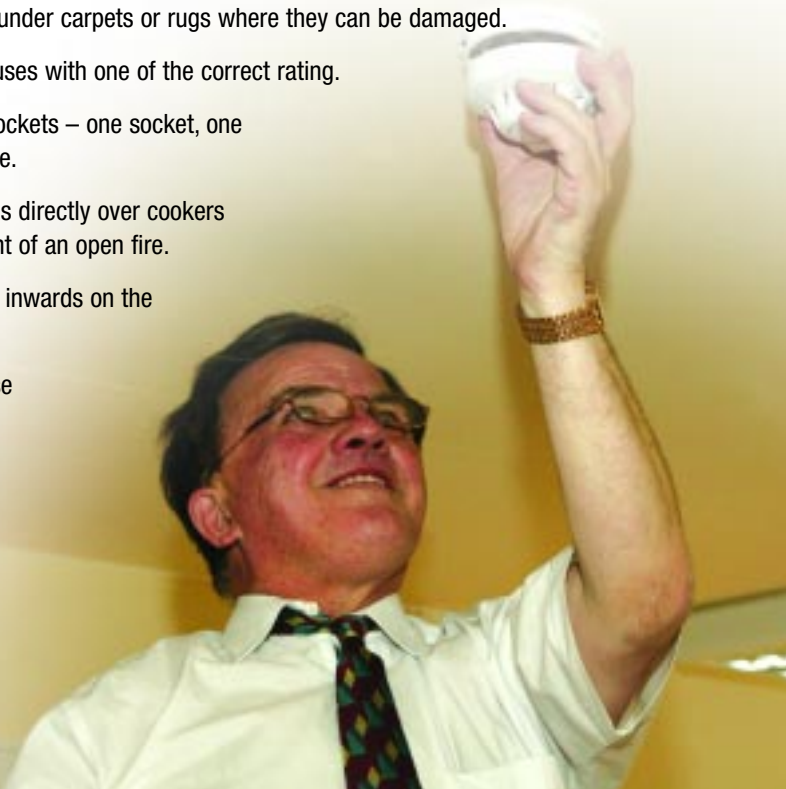 under carpets or rugs where they can be damaged.
uses with one of the correct rating.
ockets – one socket, one
e.
s directly over cookers
nt of an open fire.
inwards on the
se